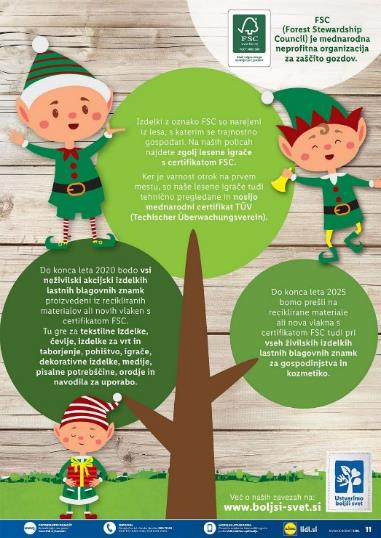 FSC
(Forest Stewardship
Council) je mednarodna
neprofitna organizacija
za zaščito gozdov.
FSC
Izdelki z oznako FSC so narejeni
iz lesa, s katerim se trajnostno
gospodari. Na naših policah
najdete zgolj lesene igrače
s certifikatom FSC.
Ker je varnost otrok na prvem
mestu, so naše lesene igrače tudi
tehnično pregledane in nosijo
mednarodni certifikat TÜV
(Techischer Überwachungsverein).
Do konca leta 2020 bodo vsi
neživilski akcijski izdelkih
lastnih blagovnih znamk
proizvedeni iz recikliranih
materialov ali novih vlaken s
certifikatom FSC.
Tu gre za tekstilne izdelke,
čevlje, izdelke za vrt in
taborjenje, pohištvo, igrače,
dekorativne izdelke, medije,
pisalne potrebščine, orodje in
navodila za uporabo.
Do konca leta 2025
bomo prešli na
reciklirane materiale
ali nova vlakna s
certifikatom FSC tudi pri
vseh živilskih izdelkih
lastnih blagovnih znamk
za gospodinjstva in
kozmetiko.
Več o naših zavezah na:
www.boljsi-svet.si
Ustvarimo
boljši svet
lidl.si
11